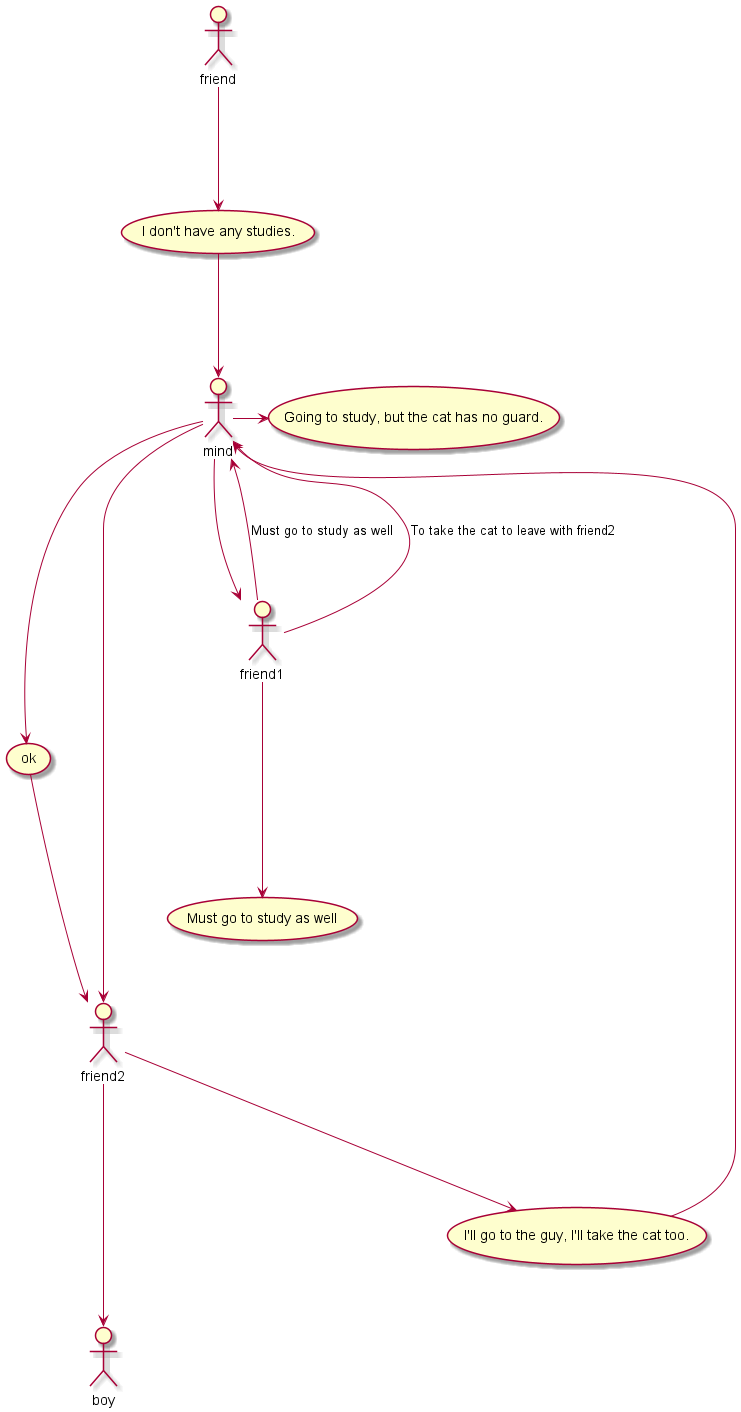 friend
I don't have any studies.
mind
Going to study, but the cat has no guard.
Must go to study as well
To take the cat to leave with friend2
friend1
ok
Must go to study as well
friend2
I'll go to the guy, I'll take the cat too.
boy